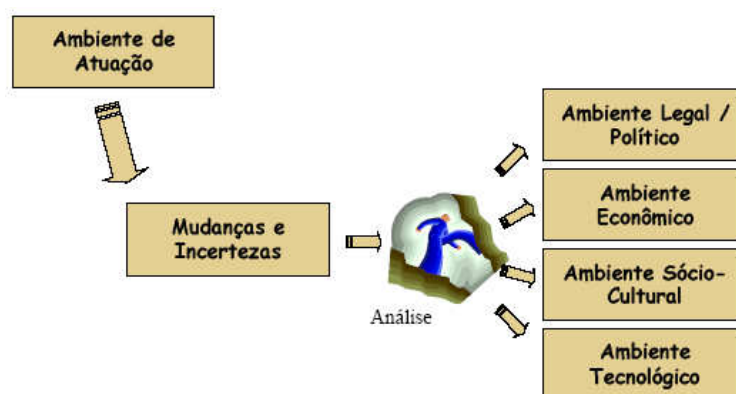 Ambiente de
Atuação
Mudanças e
Incertezas
Análise
Ambiente Legal /
Político
Ambiente
Econômico
Ambiente Sócio-
Cultural
Ambiente
Tecnológico